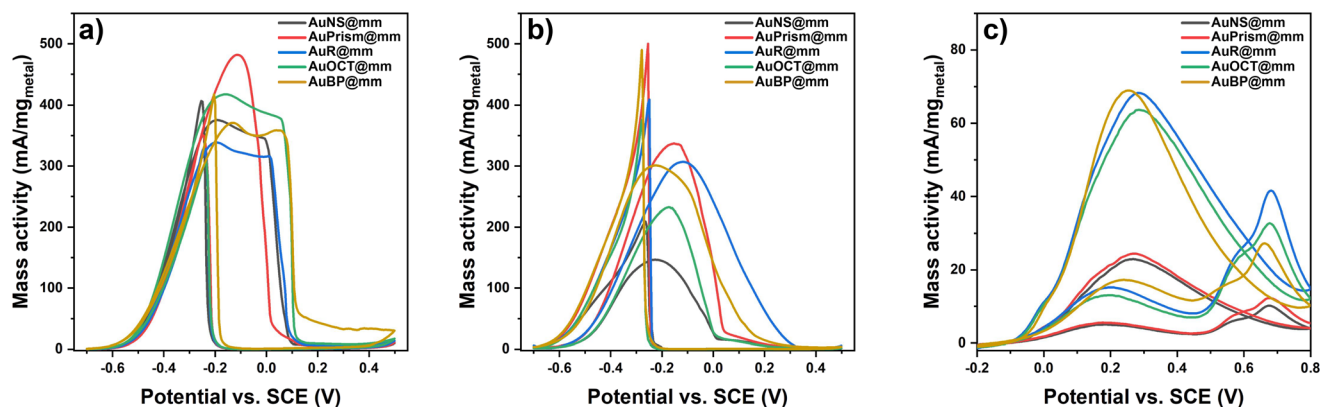 a)
AuNS@mm
AuPrism@mm
AuR@mm
AuOCT@mm
AuBP@mm
500
400
300
200
100
0
-0.6
-0.4
-0.2
0.0
0.2
0.4
Mass activity (mA/mgmetal)
Potential vs. SCE (V)
b)
AuNS@mm
AuPrism@mm
AuR@mm
AuOCT@mm
AuBP@mm
500
400
300
200
100
0
-0.6
-0.4
-0.2
0.0
0.2
0.4
Mass activity (mA/mgmetal)
Potential vs. SCE (V)
c)
AuNS@mm
AuPrism@mm
AuR@mm
AuOCT@mm
AuBP@mm
80
60
40
20
0
-0.2
0.0
0.2
0.4
0.6
0.8
Mass activity (mA/mgmetal)
Potential vs. SCE (V)